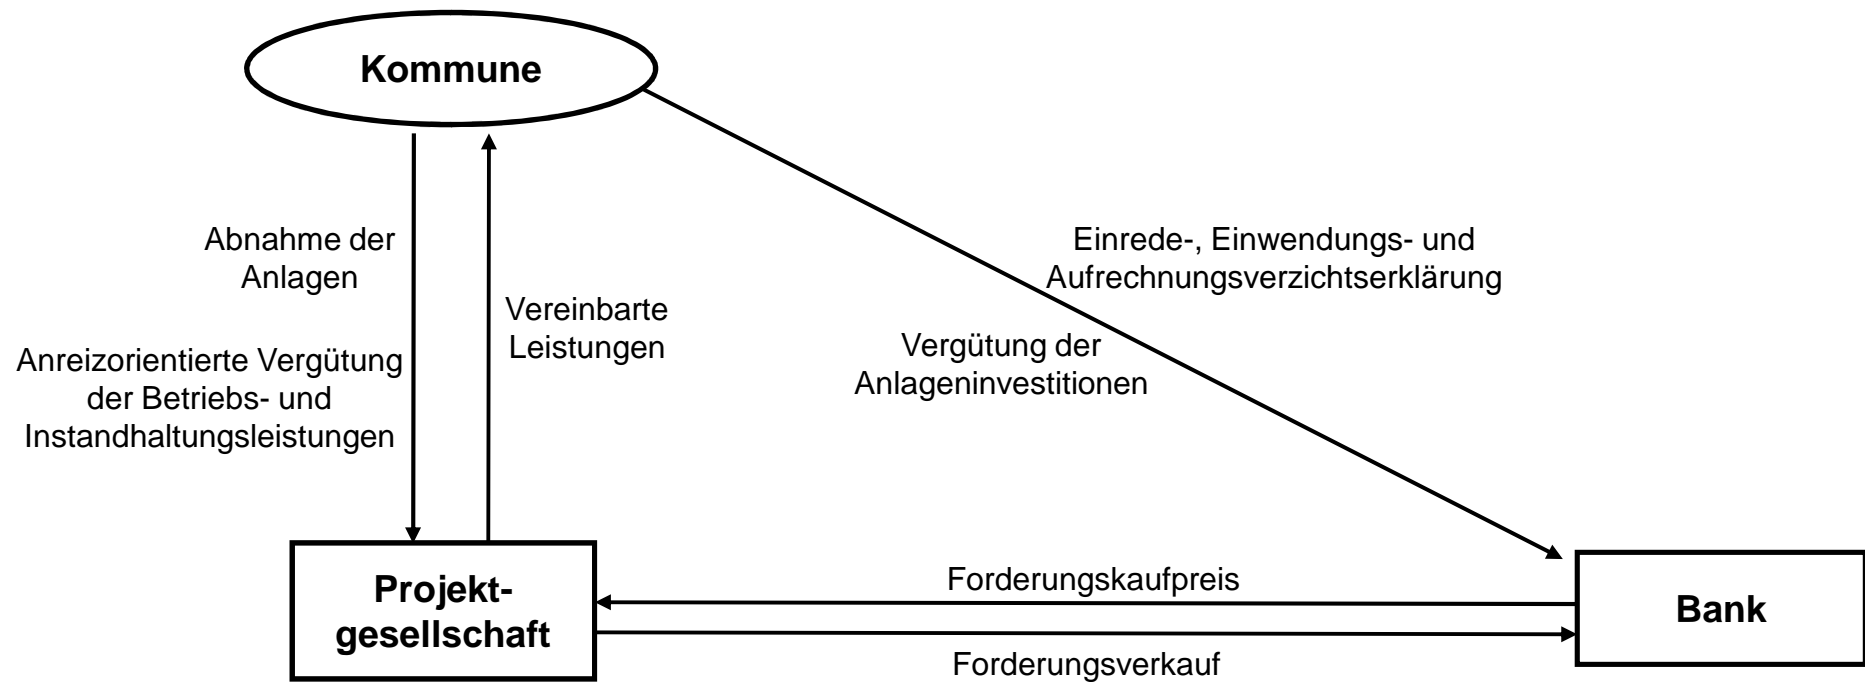 Kommune
Abnahme der
Anlagen
Einrede-, Einwendungs- und
Aufrechnungsverzichtserklärung
Vereinbarte
Leistungen
Anreizorientierte Vergütung
der Betriebs- und
Instandhaltungsleistungen
Vergütung der
Anlageninvestitionen
Projekt-
gesellschaft
Forderungskaufpreis
Forderungsverkauf
Bank